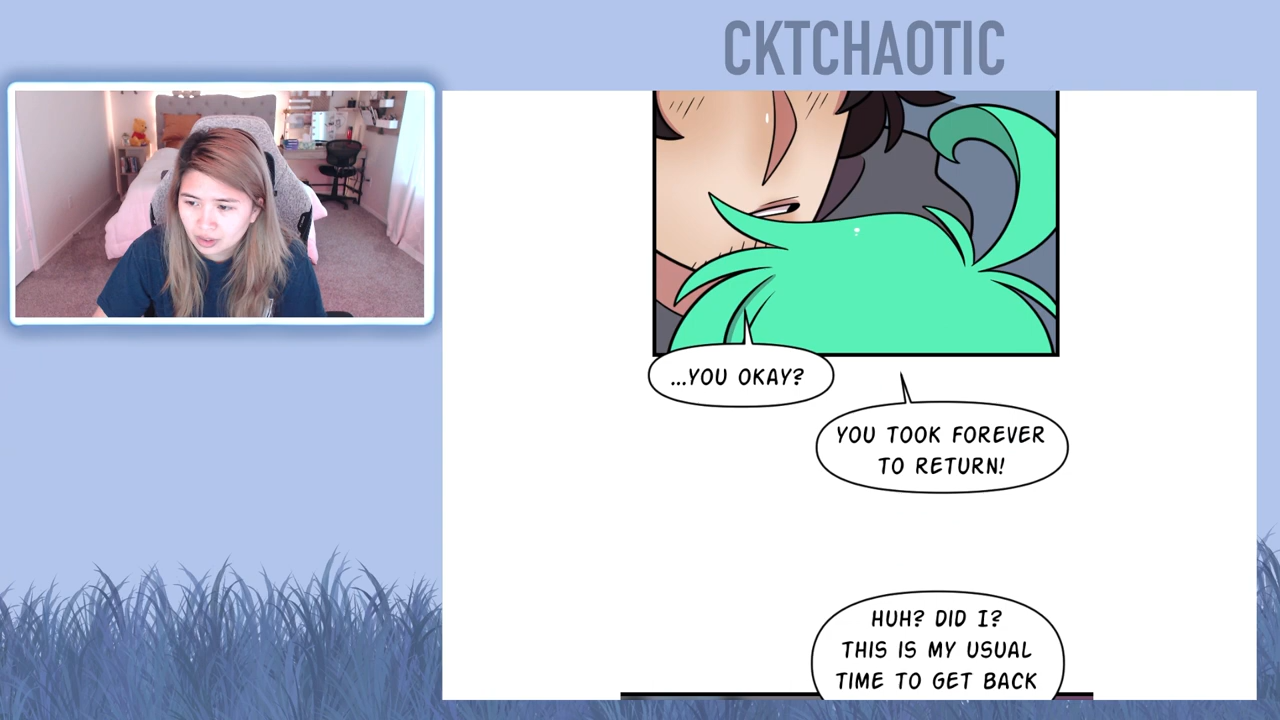 CKTCHAOTIC
...YOU OKAY?
YOU TOOK FOREVER
TO RETURN!
HUH? DID I?
THIS IS MY USUAL
TIME TO GET BACK